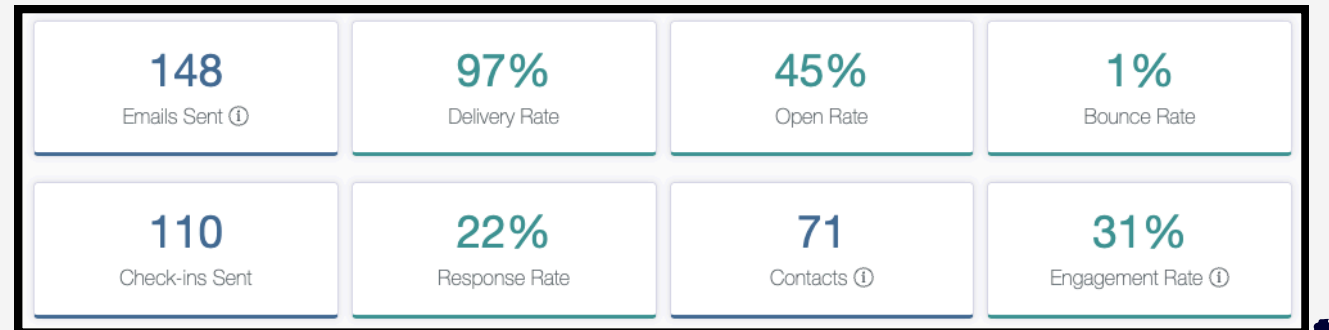 148 97% 45% 1%
Emails Sent ⓘ Delivery Rate Open Rate Bounce Rate
110 22% 71 31%
Check-ins Sent Response Rate Contacts ⓘ Engagement Rate ⓘ